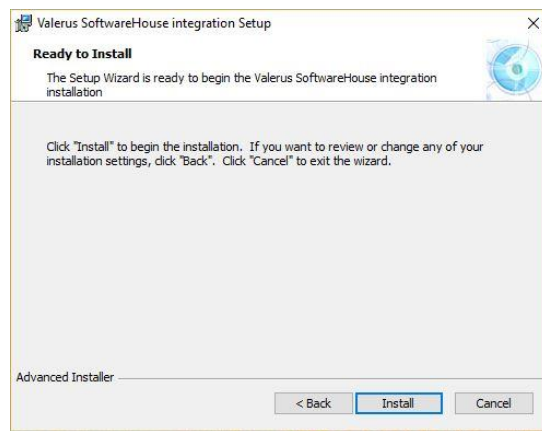 Valerus SoftwareHouse integration Setup
Ready to Install
The Setup Wizard is ready to begin the Valerus SoftwareHouse integration
installation
Click "Install" to begin the installation. If you want to review or change any of your
installation settings, click "Back". Click "Cancel" to exit the wizard.
Advanced Installer
< Back Install Cancel